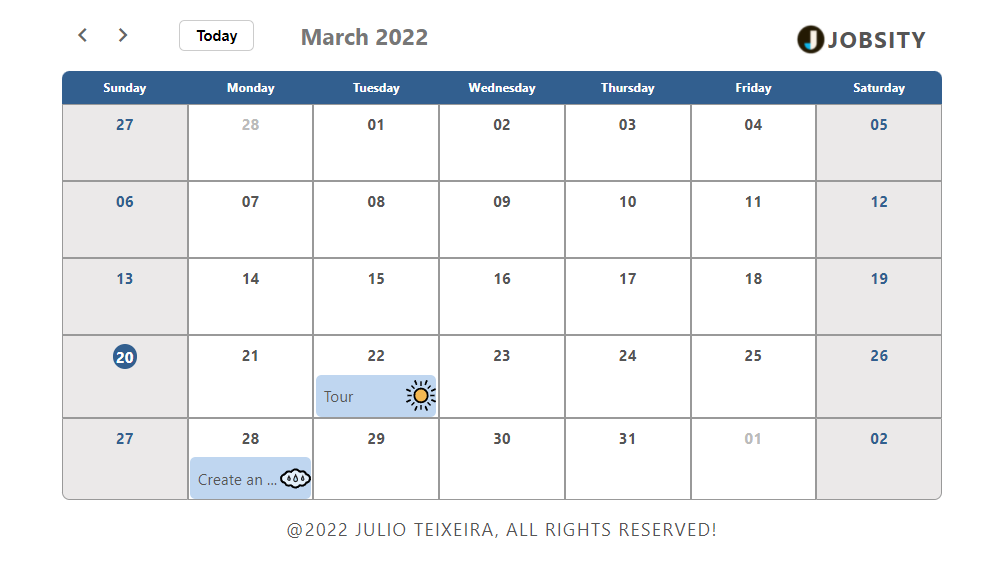 Today March 2022 JOBSITY
Sunday Monday Tuesday Wednesday Thursday Friday Saturday
27 28 01 02 03 04 05
06 07 08 09 10 11 12
13 14 15 16 17 18 19
20 21 22 23 24 25 26
Tour
27 28 29 30 31 01 02
Create an ...
@2022 JULIO TEIXEIRA, ALL RIGHTS RESERVED!